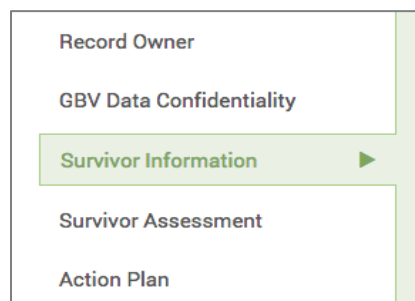 Record Owner
GBV Data Confidentiality
Survivor Information
Survivor Assessment
Action Plan